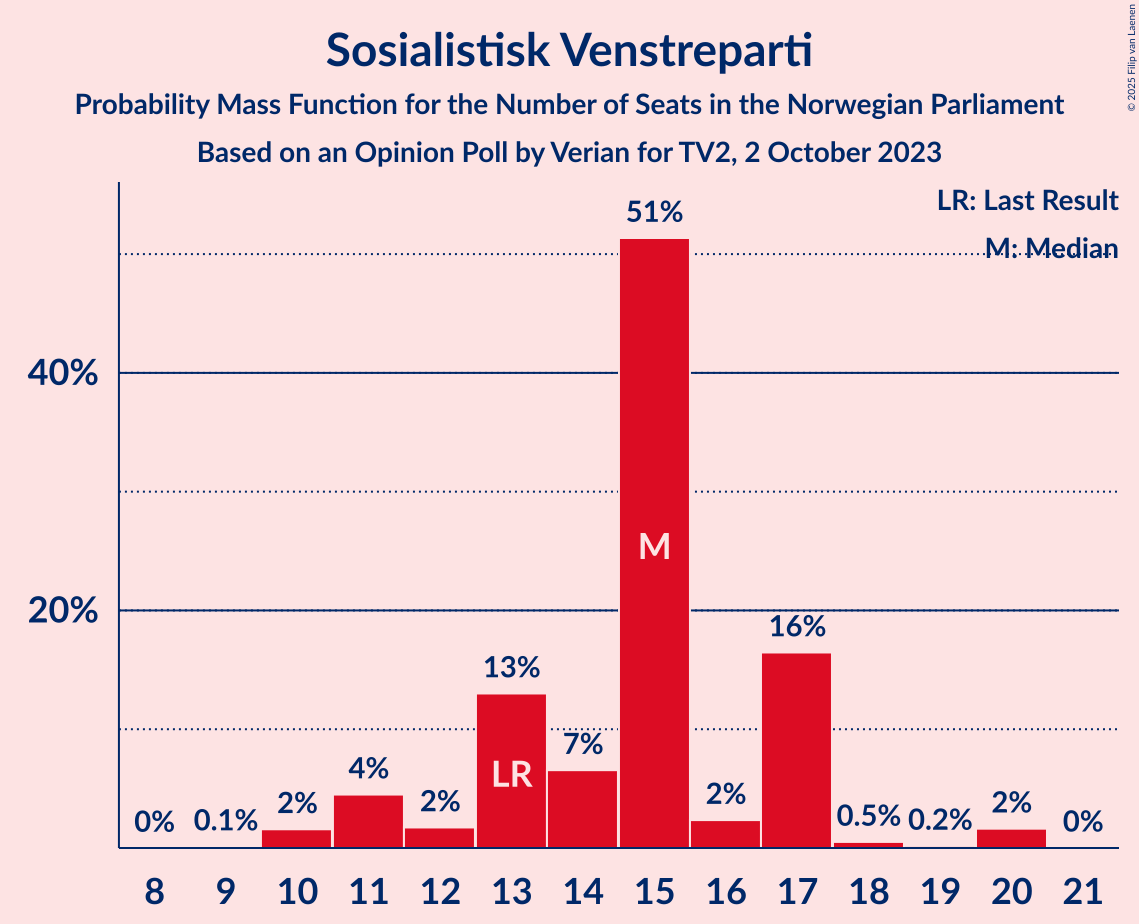 Sosialistisk Venstreparti
Probability Mass Function for the Number of Seats in the Norwegian Parliament
Based on an Opinion Poll by Verian for TV2, 2 October 2023
© 2025 Filip van Laenen
LR: Last Result
M: Median
40%
20%
0%
0.1%
2%
4%
2%
13%
7%
51%
2%
16%
0.5%
0.2%
2%
0%
LR
M
8 9 10 11 12 13 14 15 16 17 18 19 20 21